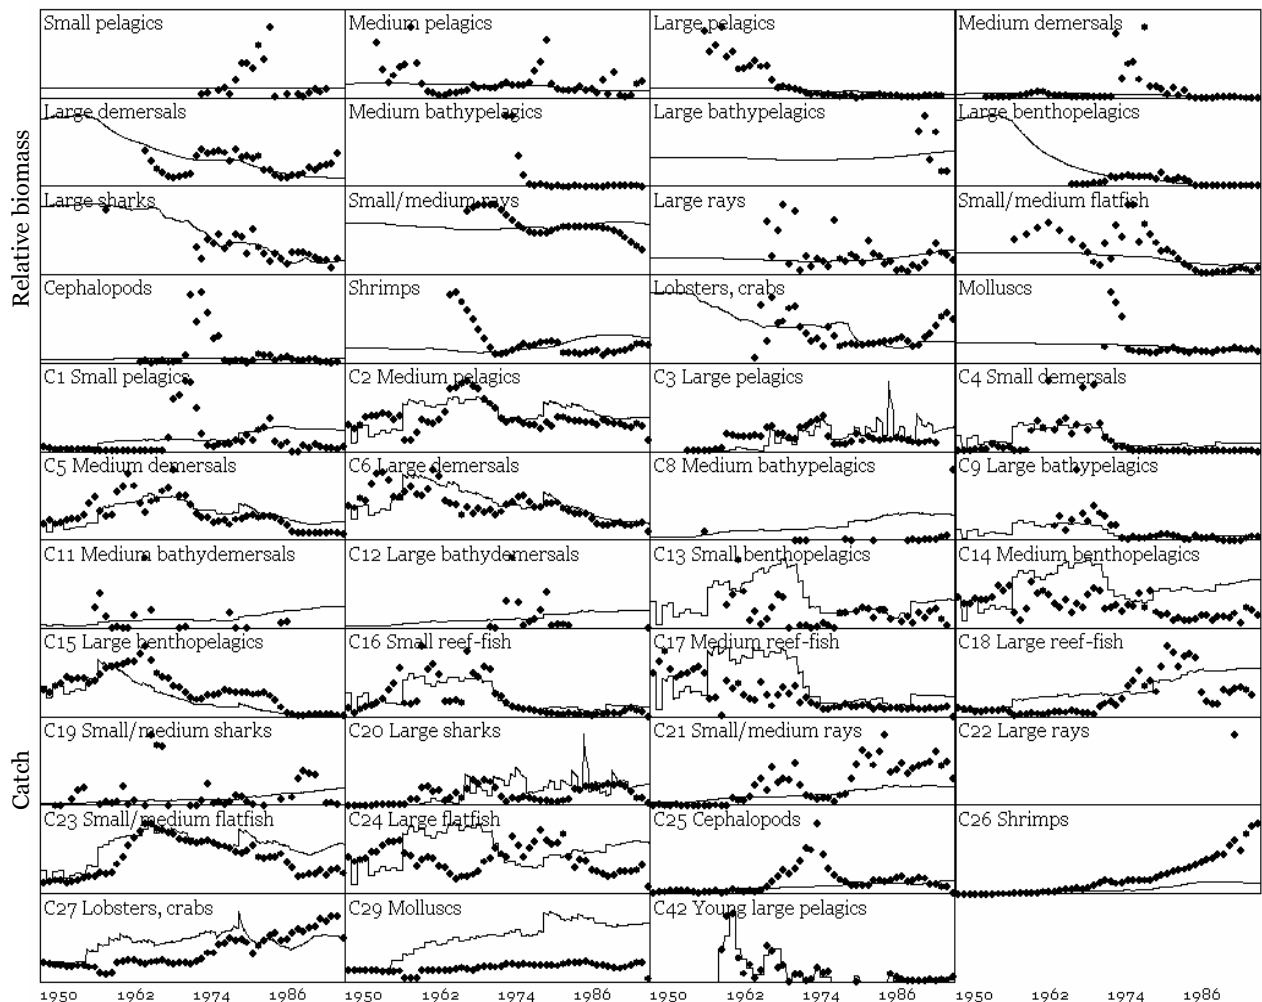 Small pelagics Medium pelagics Large pelagics Medium demersals
Large demersals Medium bathypelagics Large bathypelagics Large benthopelagics
Large sharks Small/medium rays Large rays Small/medium flatfish
Cephalopods Shrimps Lobsters, crabs Molluscs
Relative biomass
C1 Small pelagics C2 Medium pelagics C3 Large pelagics C4 Small demersals
C5 Medium demersals C6 Large demersals C8 Medium bathypelagics C9 Large bathypelagics
C11 Medium bathydemersals C12 Large bathydemersals C13 Small benthopelagics C14 Medium benthopelagics
C15 Large benthopelagics C16 Small reef-fish C17 Medium reef-fish C18 Large reef-fish
C19 Small/medium sharks C20 Large sharks C21 Small/medium rays C22 Large rays
C23 Small/medium flatfish C24 Large flatfish C25 Cephalopods C26 Shrimps
C27 Lobsters, crabs C29 Molluscs C42 Young large pelagics
Catch
1950 1962 1974 1986 1950 1962 1974 1986 1950 1962 1974 1986 1950 1962 1974 1986